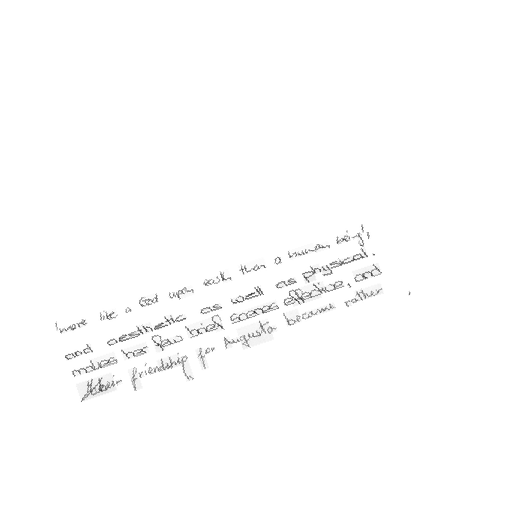 more like a God upon earth than a human being's
and aesthetic as well as physical.
makes her few brief scenes effective, and
Their friendship for Augusta became rather .